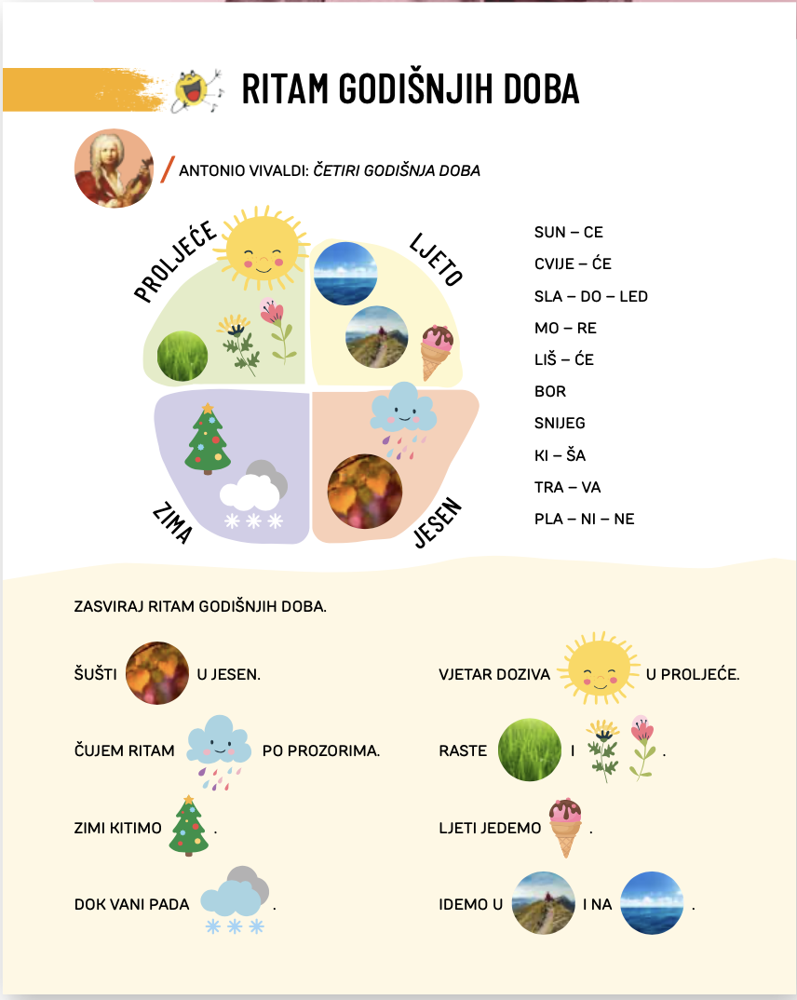 RITAM GODIŠNJIH DOBA
/ ANTONIO VIVALDI: ČETIRI GODIŠNJA DOBA
PROLJEĆE
LJETO
ZIMA
JESEN
SUN – CE
CVIJE – ĆE
SLA – DO – LED
MO – RE
LIŠ – ĆE
BOR
SNIJEG
KI – ŠA
TRA – VA
PLA – NI – NE
ZASVIRAJ RITAM GODIŠNJIH DOBA.
ŠUŠTI U JESEN.
ČUJEM RITAM PO PROZORIMA.
ZIMI KITIMO .
DOK VANI PADA .
VJETAR DOZIVA U PROLJEĆE.
RASTE I .
LJETI JEDEMO .
IDEMO U I NA .